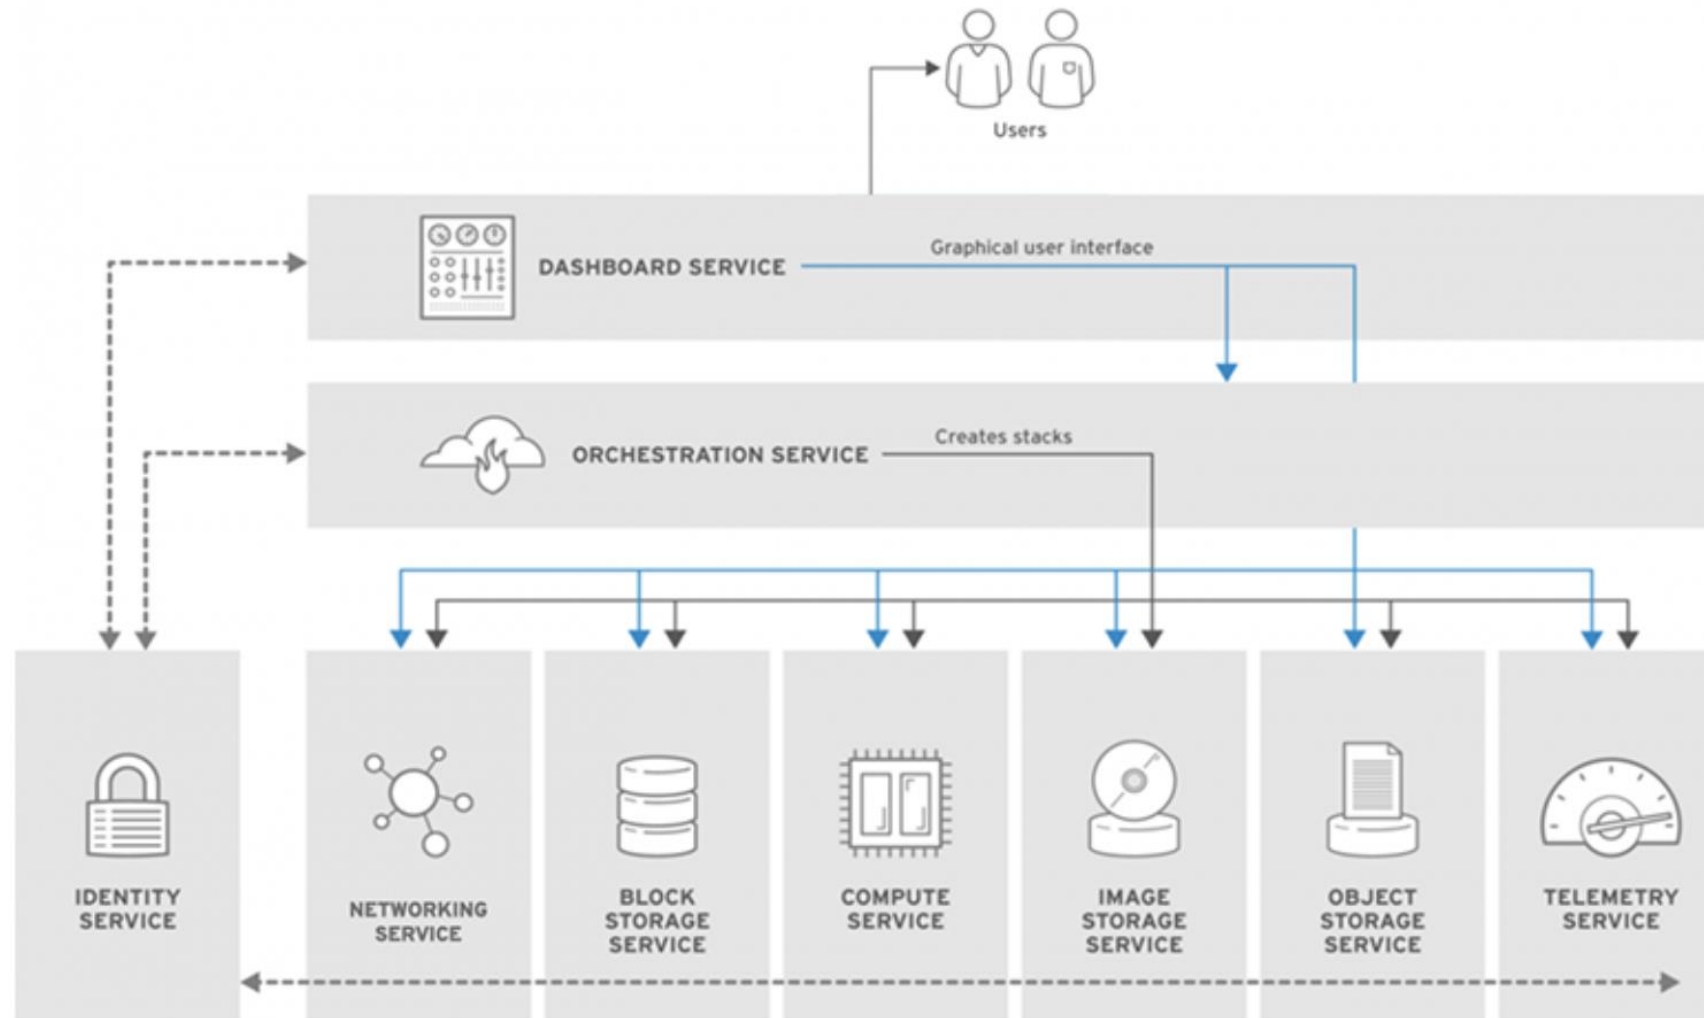 Users
Graphical user interface
DASHBOARD SERVICE
Creates stacks
ORCHESTRATION SERVICE
IDENTITY
SERVICE
NETWORKING
SERVICE
BLOCK
STORAGE
SERVICE
COMPUTE
SERVICE
IMAGE
STORAGE
SERVICE
OBJECT
STORAGE
SERVICE
TELEMETRY
SERVICE